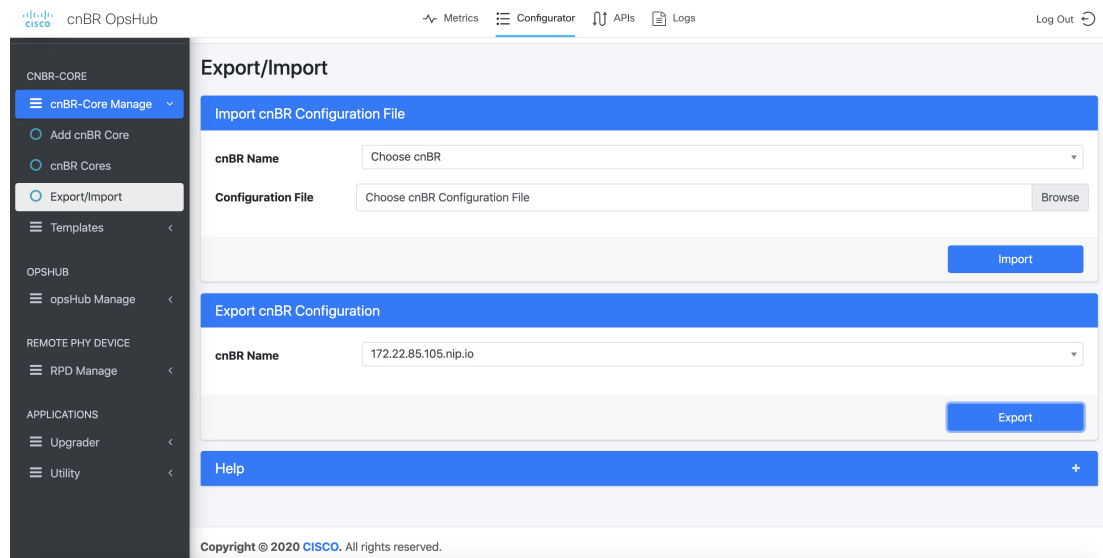 CISCO cnBR OpsHub Metrics Configurator APIs Logs Log Out
CNBR-CORE
cnBR-Core Manage
Add cnBR Core
cnBR Cores
Export/Import
Templates
OPSHUB
opsHub Manage
REMOTE PHY DEVICE
RPD Manage
APPLICATIONS
Upgrader
Utility
Export/Import
Import cnBR Configuration File
cnBR Name Choose cnBR
Configuration File Choose cnBR Configuration File Browse
Import
Export cnBR Configuration
cnBR Name 172.22.85.105.nip.io
Export
Help +
Copyright © 2020 CISCO. All rights reserved.